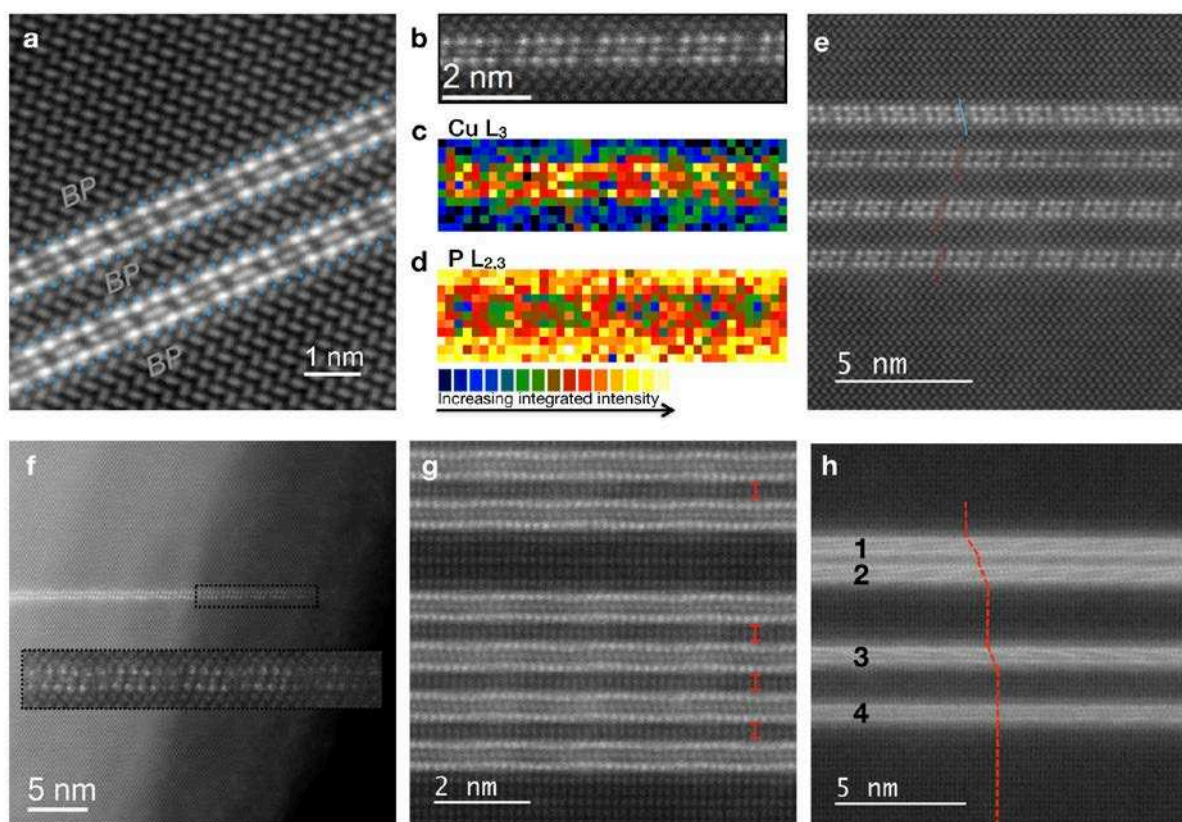 a
BP
BP
BP
1 nm
b
2 nm
c Cu L3
d P L2,3
Increasing integrated intensity
e
5 nm
f
5 nm
g
2 nm
h
1
2
3
4
5 nm